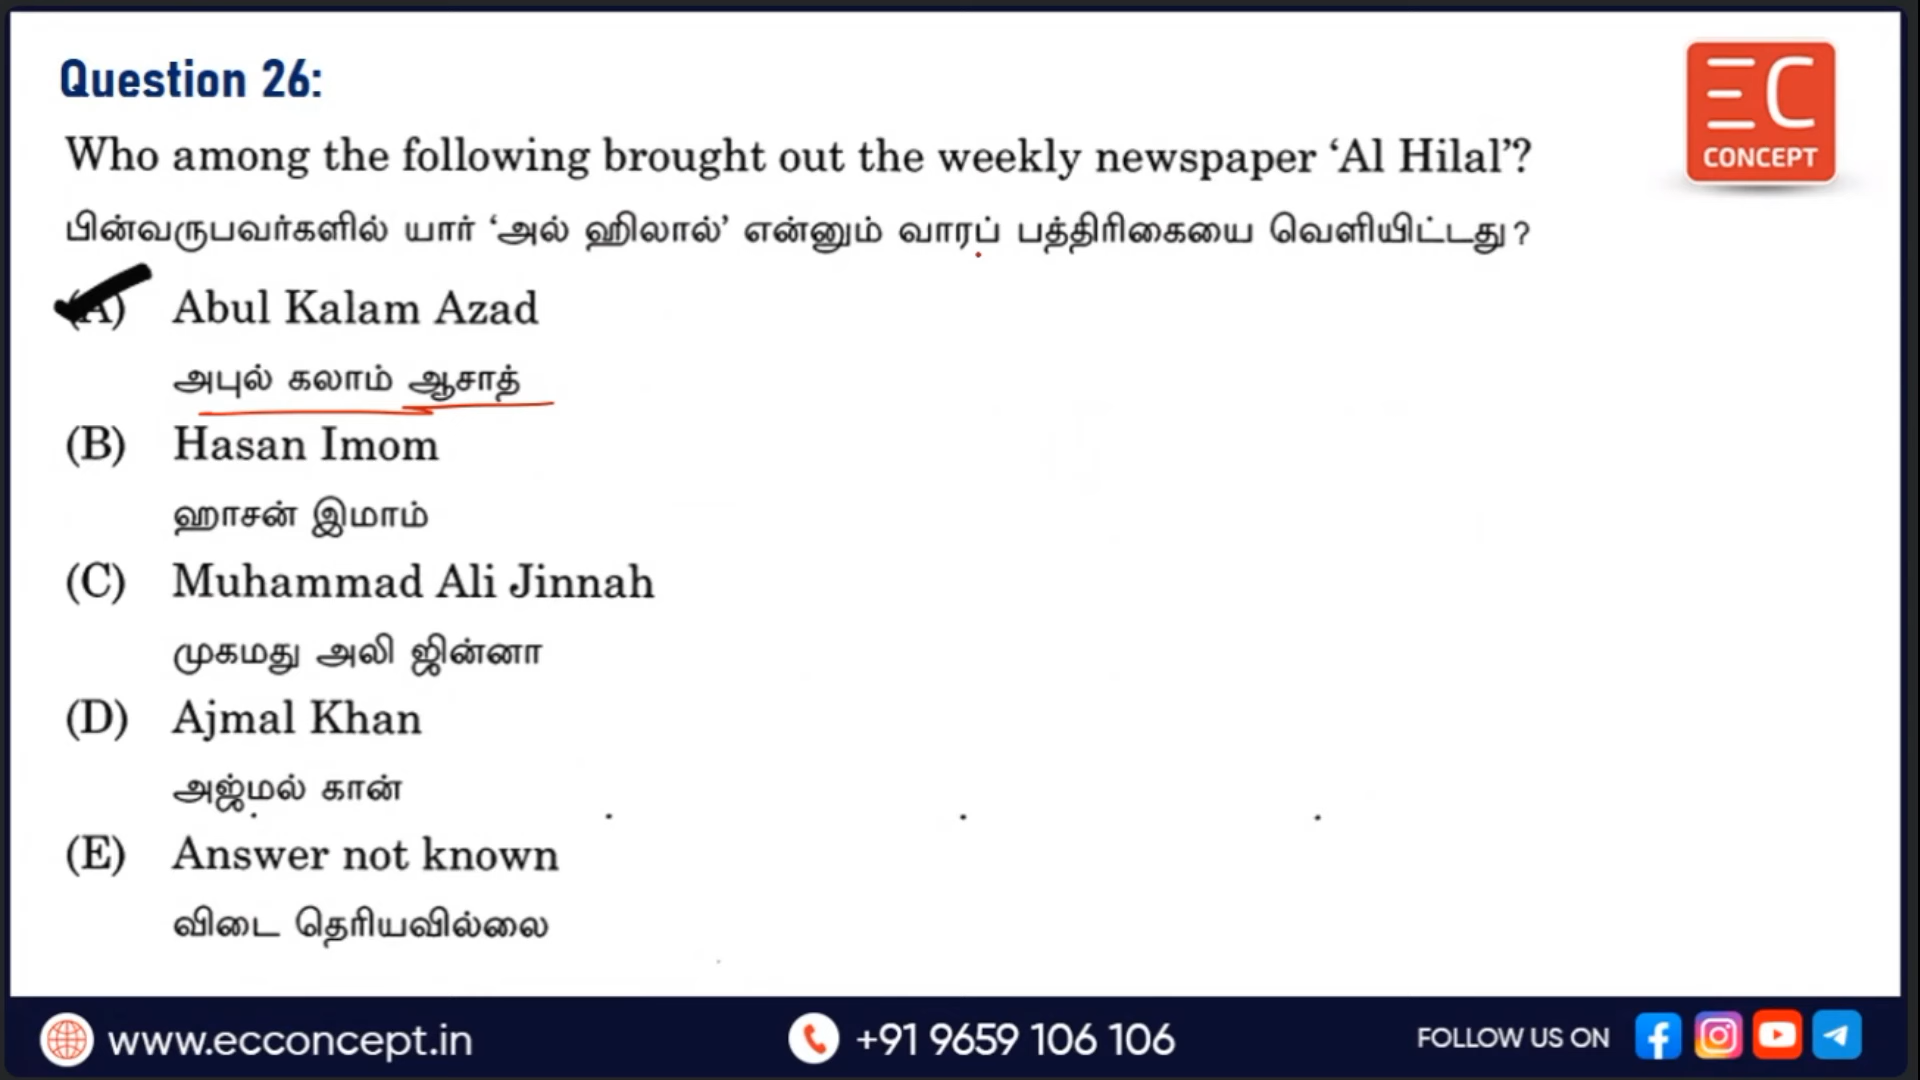 Question 26:
EC
CONCEPT
Who among the following brought out the weekly newspaper ‘Al Hilal’?
பின்வருபவர்களில் யார் ‘அல் ஹிலால்’ என்னும் வாரப் பத்திரிகையை வெளியிட்டது?
(A) Abul Kalam Azad
அபுல் கலாம் ஆசாத்
(B) Hasan Imom
ஹாசன் இமாம்
(C) Muhammad Ali Jinnah
முகமது அலி ஜின்னா
(D) Ajmal Khan
அஜ்மல் கான்
(E) Answer not known
விடை தெரியவில்லை
www.ecconcept.in +91 9659 106 106 FOLLOW US ON